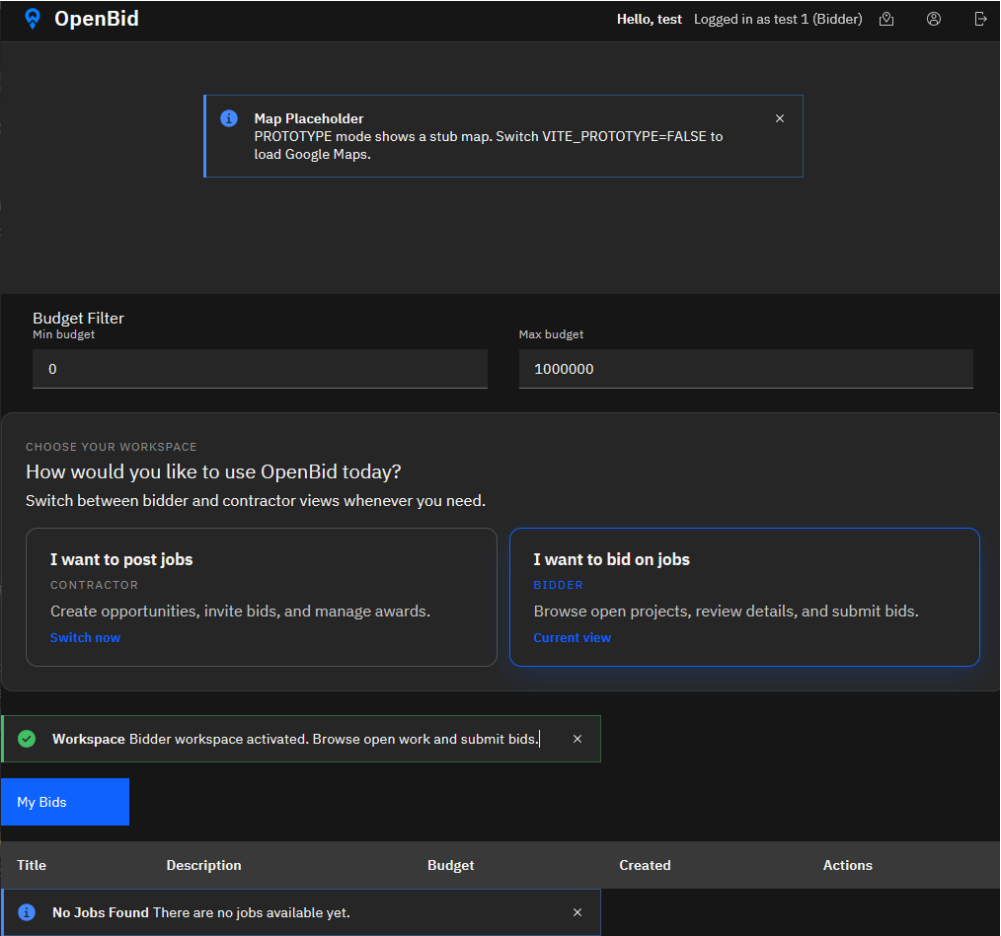 OpenBid
Hello, test Logged in as test 1 (Bidder)
Map Placeholder
PROTOTYPE mode shows a stub map. Switch VITE_PROTOTYPE=FALSE to
load Google Maps.
Budget Filter
Min budget
Max budget
0
1000000
CHOOSE YOUR WORKSPACE
How would you like to use OpenBid today?
Switch between bidder and contractor views whenever you need.
I want to post jobs
CONTRACTOR
Create opportunities, invite bids, and manage awards.
Switch now
I want to bid on jobs
BIDDER
Browse open projects, review details, and submit bids.
Current view
Workspace Bidder workspace activated. Browse open work and submit bids.
My Bids
Title Description Budget Created Actions
No Jobs Found There are no jobs available yet.